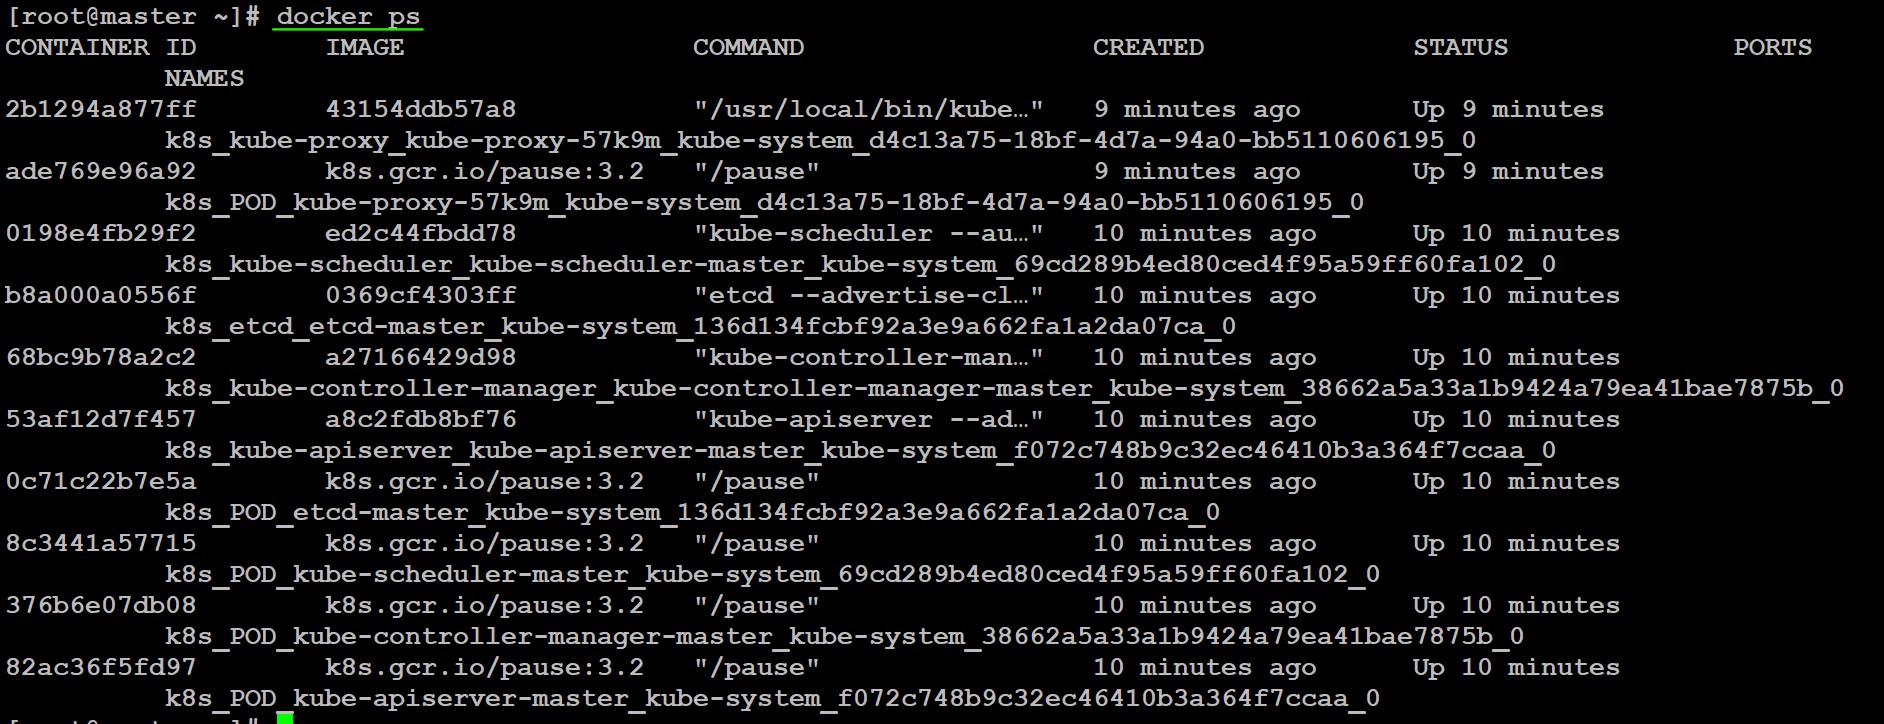 [root@master ~]# docker ps
CONTAINER ID        IMAGE                  COMMAND                  CREATED             STATUS              PORTS
          NAMES
2b1294a877ff        43154ddb57a8           "/usr/local/bin/kube…"   9 minutes ago       Up 9 minutes
          k8s_kube-proxy_kube-proxy-57k9m_kube-system_d4c13a75-18bf-4d7a-94a0-bb5110606195_0
ade769e96a92        k8s.gcr.io/pause:3.2   "/pause"                 9 minutes ago       Up 9 minutes
          k8s_POD_kube-proxy-57k9m_kube-system_d4c13a75-18bf-4d7a-94a0-bb5110606195_0
0198e4fb29f2        ed2c44fbdd78           "kube-scheduler --au…"   10 minutes ago      Up 10 minutes
          k8s_kube-scheduler_kube-scheduler-master_kube-system_69cd289b4ed80ced4f95a59ff60fa102_0
b8a000a0556f        0369cf4303ff           "etcd --advertise-cl…"   10 minutes ago      Up 10 minutes
          k8s_etcd_etcd-master_kube-system_136d134fcbf92a3e9a662fa1a2da07ca_0
68bc9b78a2c2        a27166429d98           "kube-controller-man…"   10 minutes ago      Up 10 minutes
          k8s_kube-controller-manager_kube-controller-manager-master_kube-system_38662a5a33a1b9424a79ea41bae7875b_0
53af12d7f457        a8c2fdb8bf76           "kube-apiserver --ad…"   10 minutes ago      Up 10 minutes
          k8s_kube-apiserver_kube-apiserver-master_kube-system_f072c748b9c32ec46410b3a364f7ccaa_0
0c71c22b7e5a        k8s.gcr.io/pause:3.2   "/pause"                 10 minutes ago      Up 10 minutes
          k8s_POD_etcd-master_kube-system_136d134fcbf92a3e9a662fa1a2da07ca_0
8c3441a57715        k8s.gcr.io/pause:3.2   "/pause"                 10 minutes ago      Up 10 minutes
          k8s_POD_kube-scheduler-master_kube-system_69cd289b4ed80ced4f95a59ff60fa102_0
376b6e07db08        k8s.gcr.io/pause:3.2   "/pause"                 10 minutes ago      Up 10 minutes
          k8s_POD_kube-controller-manager-master_kube-system_38662a5a33a1b9424a79ea41bae7875b_0
82ac36f5fd97        k8s.gcr.io/pause:3.2   "/pause"                 10 minutes ago      Up 10 minutes
          k8s_POD_kube-apiserver-master_kube-system_f072c748b9c32ec46410b3a364f7ccaa_0